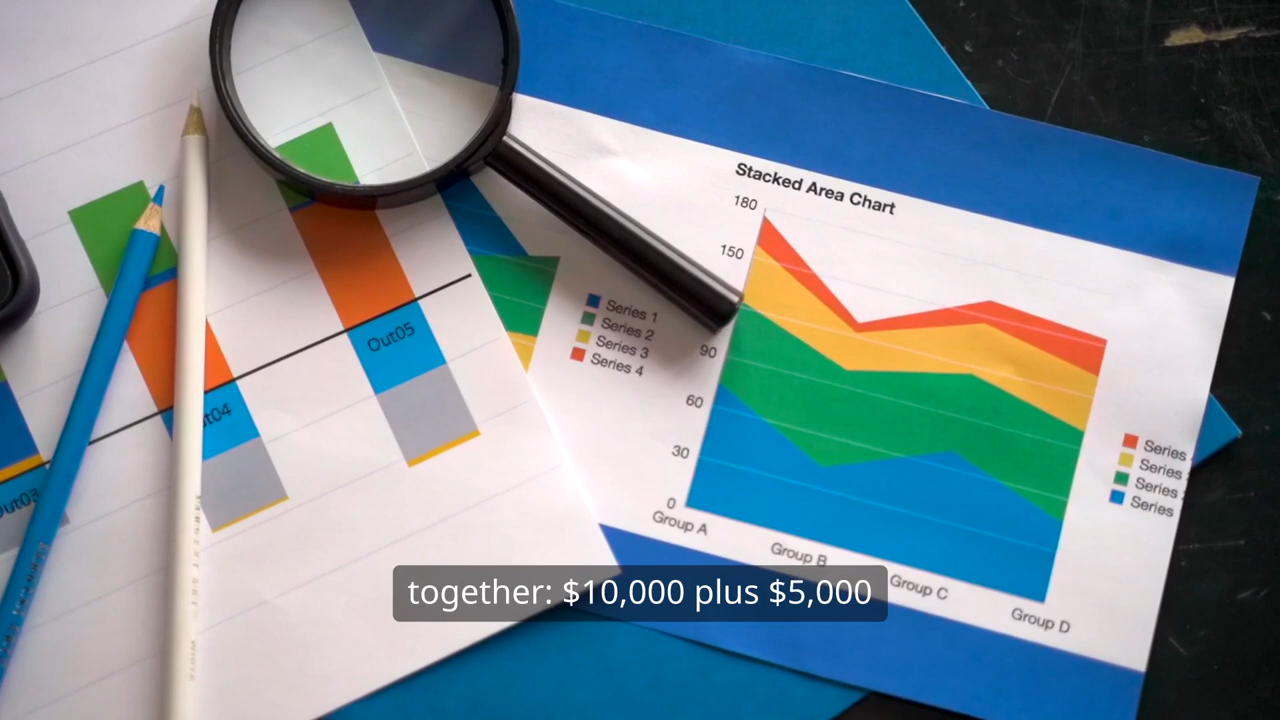 Stacked Area Chart
180
150
90
60
30
0
Group A
Group B
Group C
Group D
Series 1
Series 2
Series 3
Series 4
Series
Series
Series
Series
Out05
Out03
together: $10,000 plus $5,000